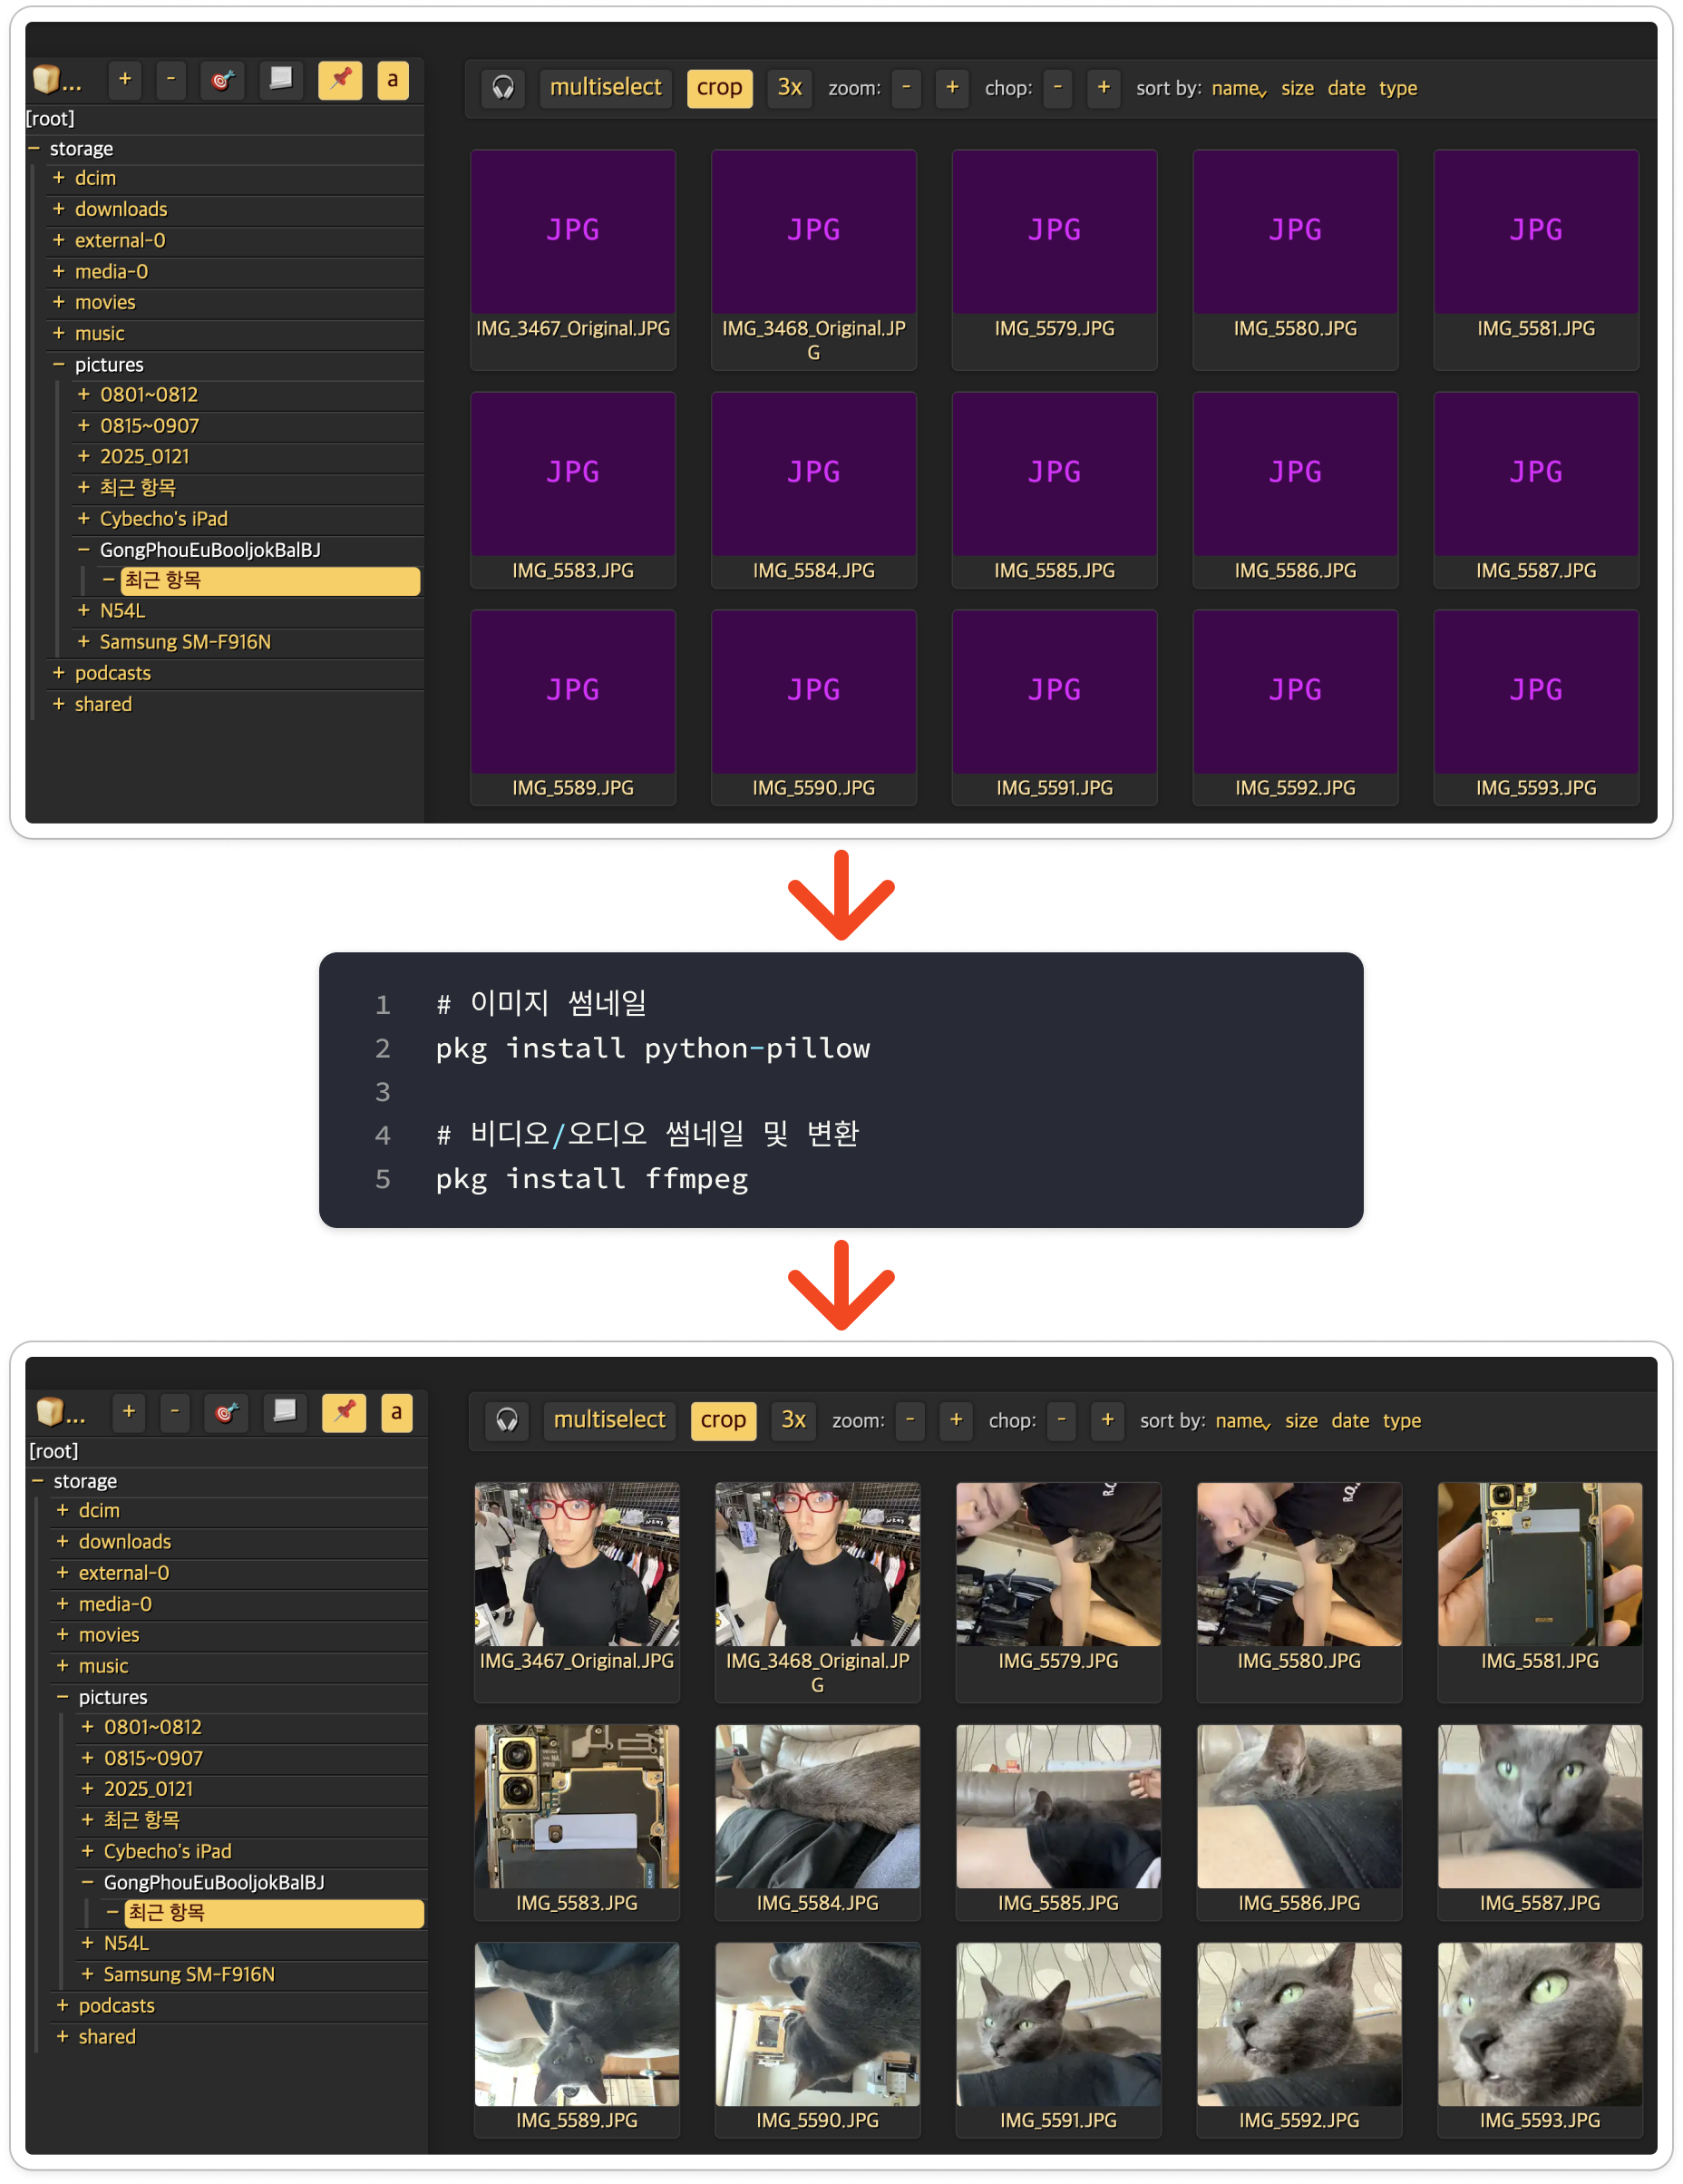 ... + - a
[root]
− storage
+ dcim
+ downloads
+ external-0
+ media-0
+ movies
+ music
− pictures
+ 0801~0812
+ 0815~0907
+ 2025_0121
+ 최근 항목
+ Cybecho's iPad
− GongPhouEuBooljokBalBJ
− 최근 항목
+ N54L
+ Samsung SM-F916N
+ podcasts
+ shared
multiselect crop 3x zoom: - + chop: - + sort by: name size date type
JPG JPG JPG JPG JPG
IMG_3467_Original.JPG IMG_3468_Original.JP IMG_5579.JPG IMG_5580.JPG IMG_5581.JPG
G
JPG JPG JPG JPG JPG
IMG_5583.JPG IMG_5584.JPG IMG_5585.JPG IMG_5586.JPG IMG_5587.JPG
JPG JPG JPG JPG JPG
IMG_5589.JPG IMG_5590.JPG IMG_5591.JPG IMG_5592.JPG IMG_5593.JPG
1 # 이미지 썸네일
2 pkg install python-pillow
3
4 # 비디오/오디오 썸네일 및 변환
5 pkg install ffmpeg
... + - a
[root]
− storage
+ dcim
+ downloads
+ external-0
+ media-0
+ movies
+ music
− pictures
+ 0801~0812
+ 0815~0907
+ 2025_0121
+ 최근 항목
+ Cybecho's iPad
− GongPhouEuBooljokBalBJ
− 최근 항목
+ N54L
+ Samsung SM-F916N
+ podcasts
+ shared
multiselect crop 3x zoom: - + chop: - + sort by: name size date type
IMG_3467_Original.JPG IMG_3468_Original.JP IMG_5579.JPG IMG_5580.JPG IMG_5581.JPG
G
IMG_5583.JPG IMG_5584.JPG IMG_5585.JPG IMG_5586.JPG IMG_5587.JPG
IMG_5589.JPG IMG_5590.JPG IMG_5591.JPG IMG_5592.JPG IMG_5593.JPG